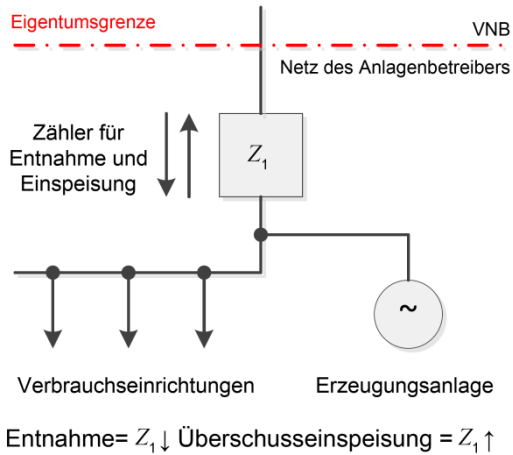 Eigentumsgrenze
VNB
Netz des Anlagenbetreibers
Zähler für
Entnahme und
Einspeisung
Z₁
~
Verbrauchseinrichtungen
Erzeugungsanlage
Entnahme= Z₁↓ Überschusseinspeisung = Z₁↑